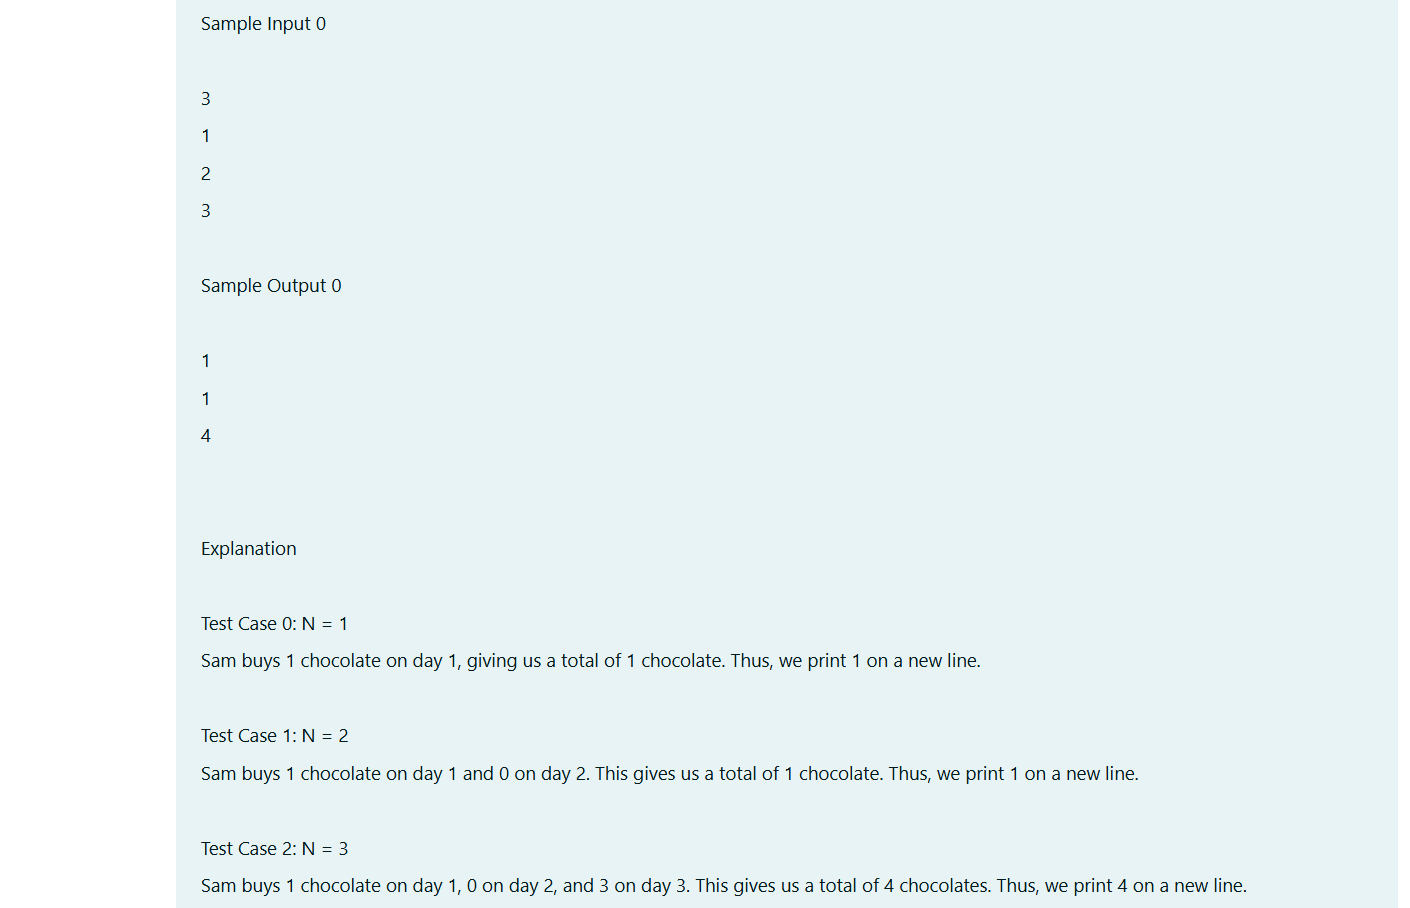 Sample Input 0
3
1
2
3
Sample Output 0
1
1
4
Explanation
Test Case 0: N = 1
Sam buys 1 chocolate on day 1, giving us a total of 1 chocolate. Thus, we print 1 on a new line.
Test Case 1: N = 2
Sam buys 1 chocolate on day 1 and 0 on day 2. This gives us a total of 1 chocolate. Thus, we print 1 on a new line.
Test Case 2: N = 3
Sam buys 1 chocolate on day 1, 0 on day 2, and 3 on day 3. This gives us a total of 4 chocolates. Thus, we print 4 on a new line.